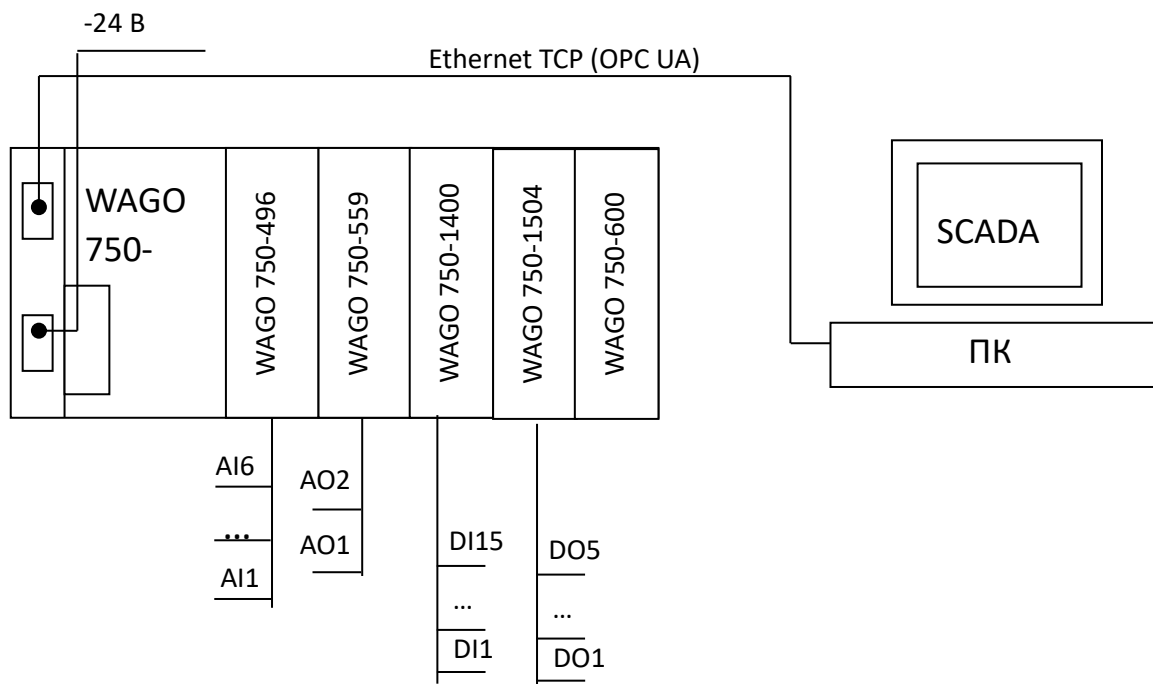 -24 В
Ethernet TCP (OPC UA)
WAGO
750-
WAGO 750-496
WAGO 750-559
WAGO 750-1400
WAGO 750-1504
WAGO 750-600
SCADA
ПК
AI6
...
AI1
AO2
AO1
DI15
...
DI1
DO5
...
DO1